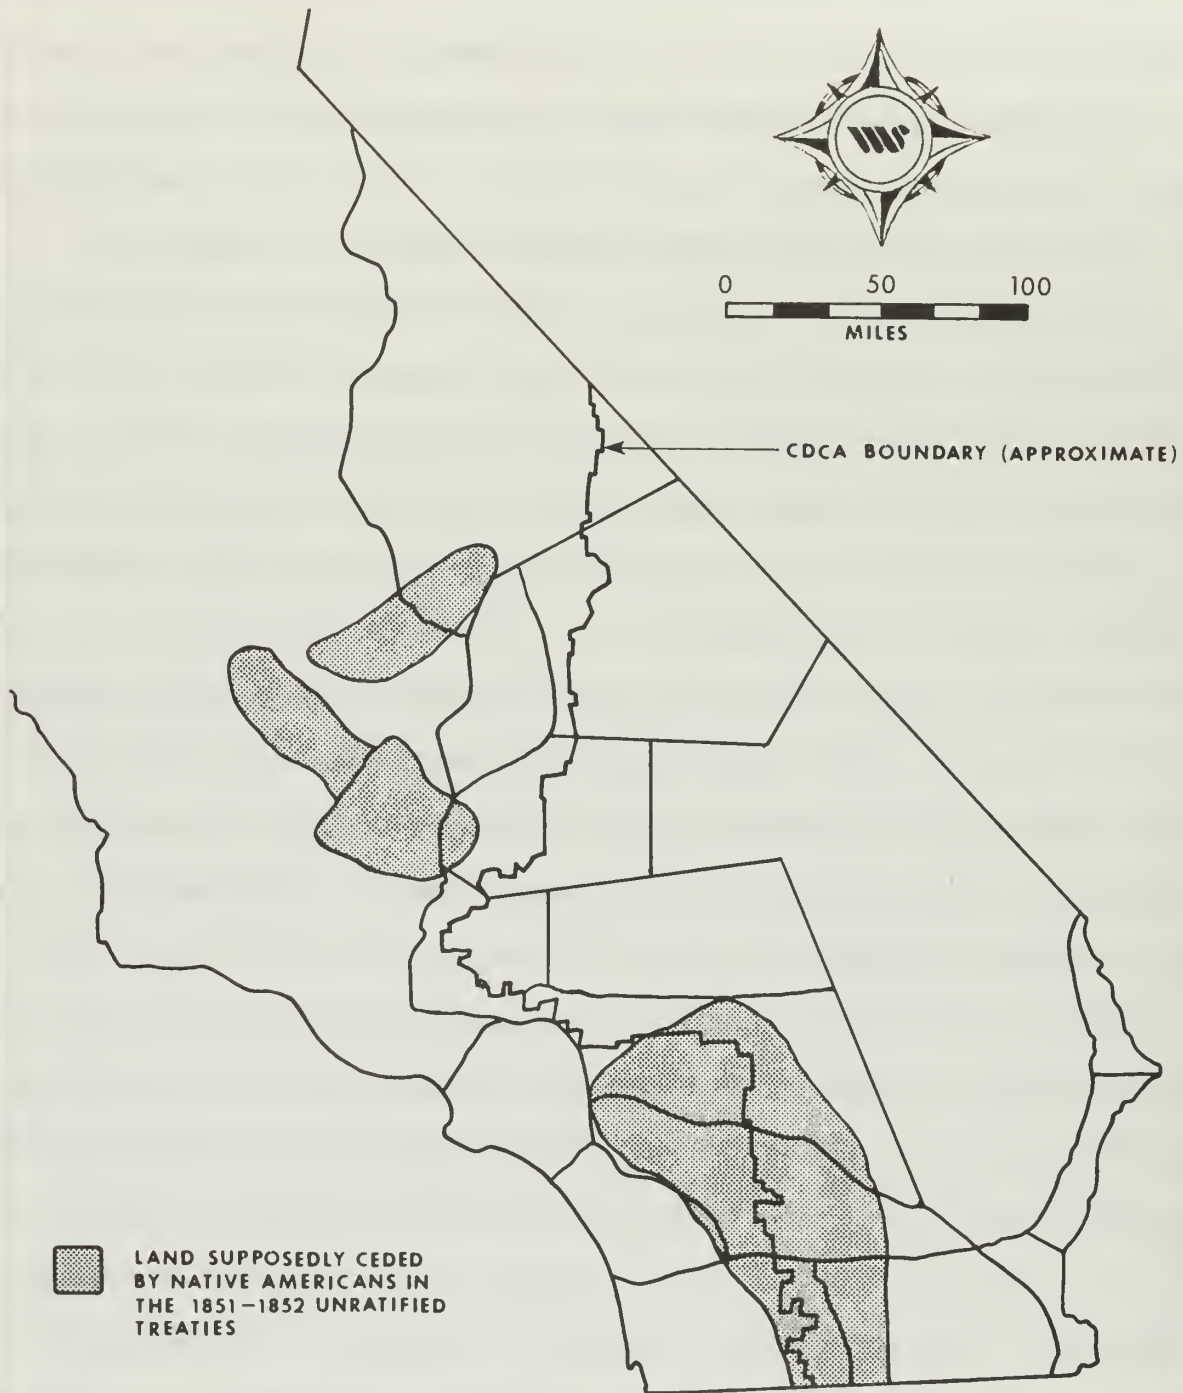 0 50 100
MILES
CDCA BOUNDARY (APPROXIMATE)
LAND SUPPOSEDLY CEDED
BY NATIVE AMERICANS IN
THE 1851–1852 UNRATIFIED
TREATIES